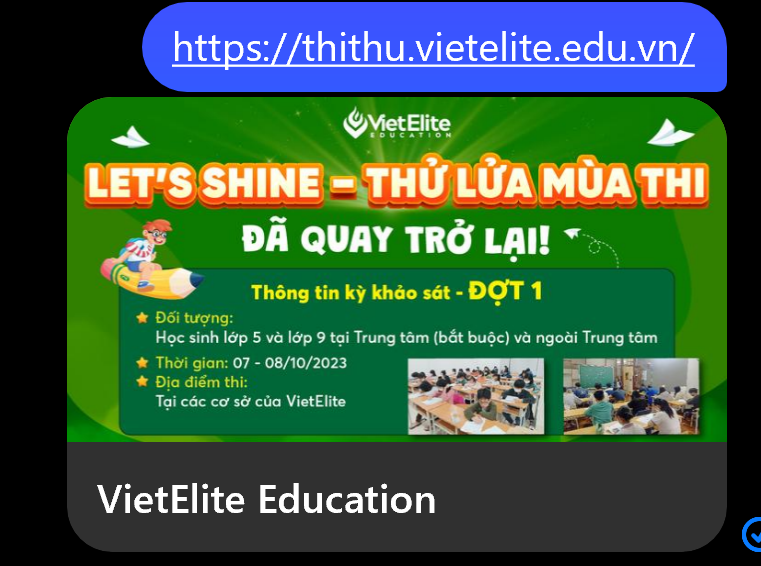 https://thithu.vietelite.edu.vn/
VietElite
EDUCATION
LET'S SHINE – THỬ LỬA MÙA THI
ĐÃ QUAY TRỞ LẠI!
Thông tin kỳ khảo sát - ĐỢT 1
Đối tượng:
Học sinh lớp 5 và lớp 9 tại Trung tâm (bắt buộc) và ngoài Trung tâm
Thời gian: 07 - 08/10/2023
Địa điểm thi:
Tại các cơ sở của VietElite
VietElite Education